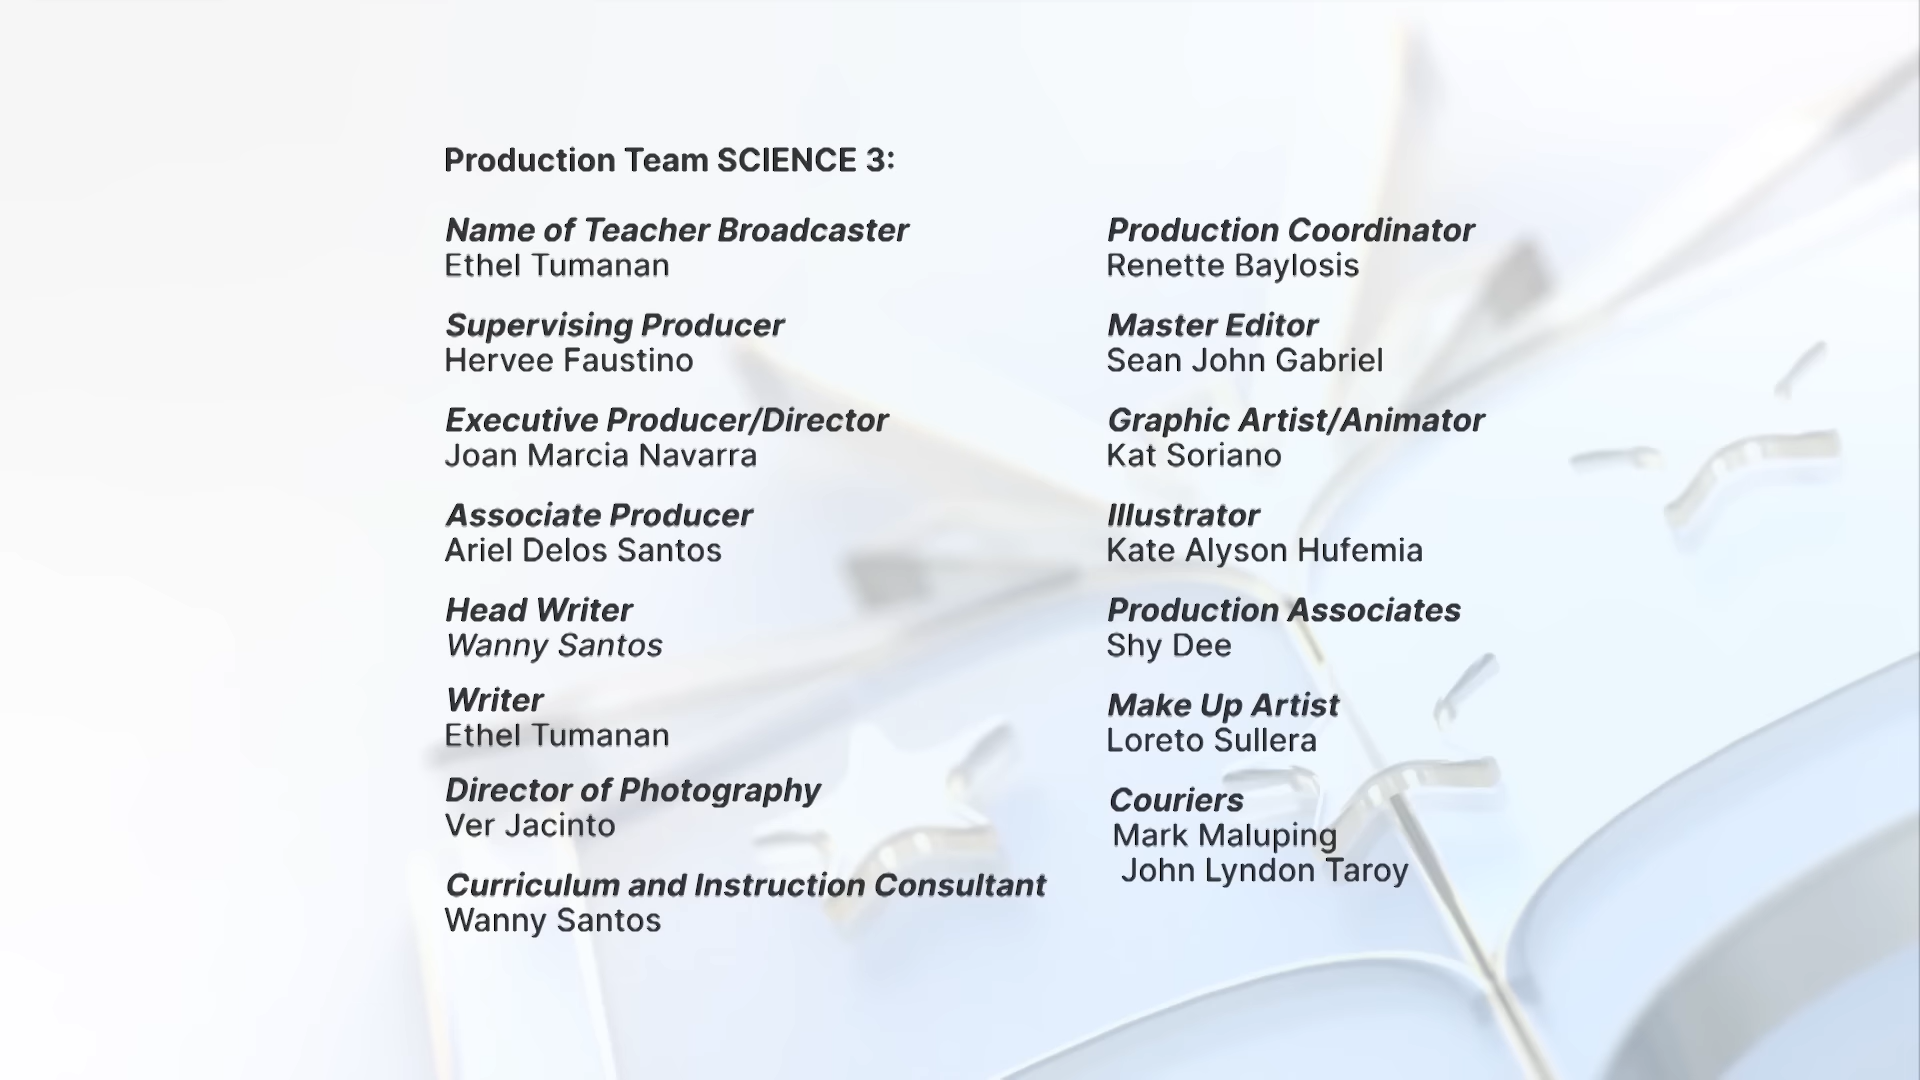 Production Team SCIENCE 3:
Name of Teacher Broadcaster
Ethel Tumanan
Supervising Producer
Hervee Faustino
Executive Producer/Director
Joan Marcia Navarra
Associate Producer
Ariel Delos Santos
Head Writer
Wanny Santos
Writer
Ethel Tumanan
Director of Photography
Ver Jacinto
Curriculum and Instruction Consultant
Wanny Santos
Production Coordinator
Renette Baylosis
Master Editor
Sean John Gabriel
Graphic Artist/Animator
Kat Soriano
Illustrator
Kate Alyson Hufemia
Production Associates
Shy Dee
Make Up Artist
Loreto Sullera
Couriers
Mark Maluping
John Lyndon Taroy